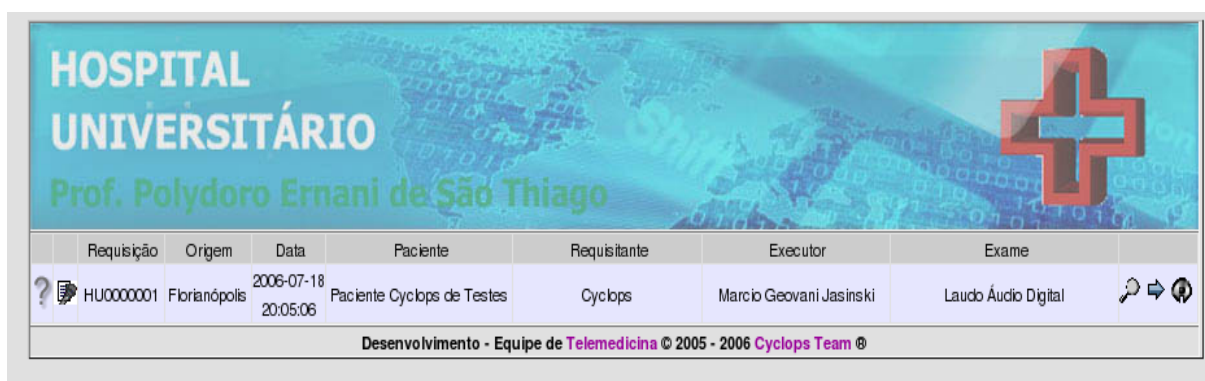 HOSPITAL
UNIVERSITÁRIO
Prof. Polydoro Ernani de São Thiago
Shift
Requisição Origem Data Paciente Requisitante Executor Exame
HU0000001 Florianópolis 2006-07-18 20:05:06 Paciente Cyclops de Testes Cyclops Marcio Geovani Jasinski Laudo Áudio Digital
Desenvolvimento - Equipe de Telemedicina © 2005 - 2006 Cyclops Team ®